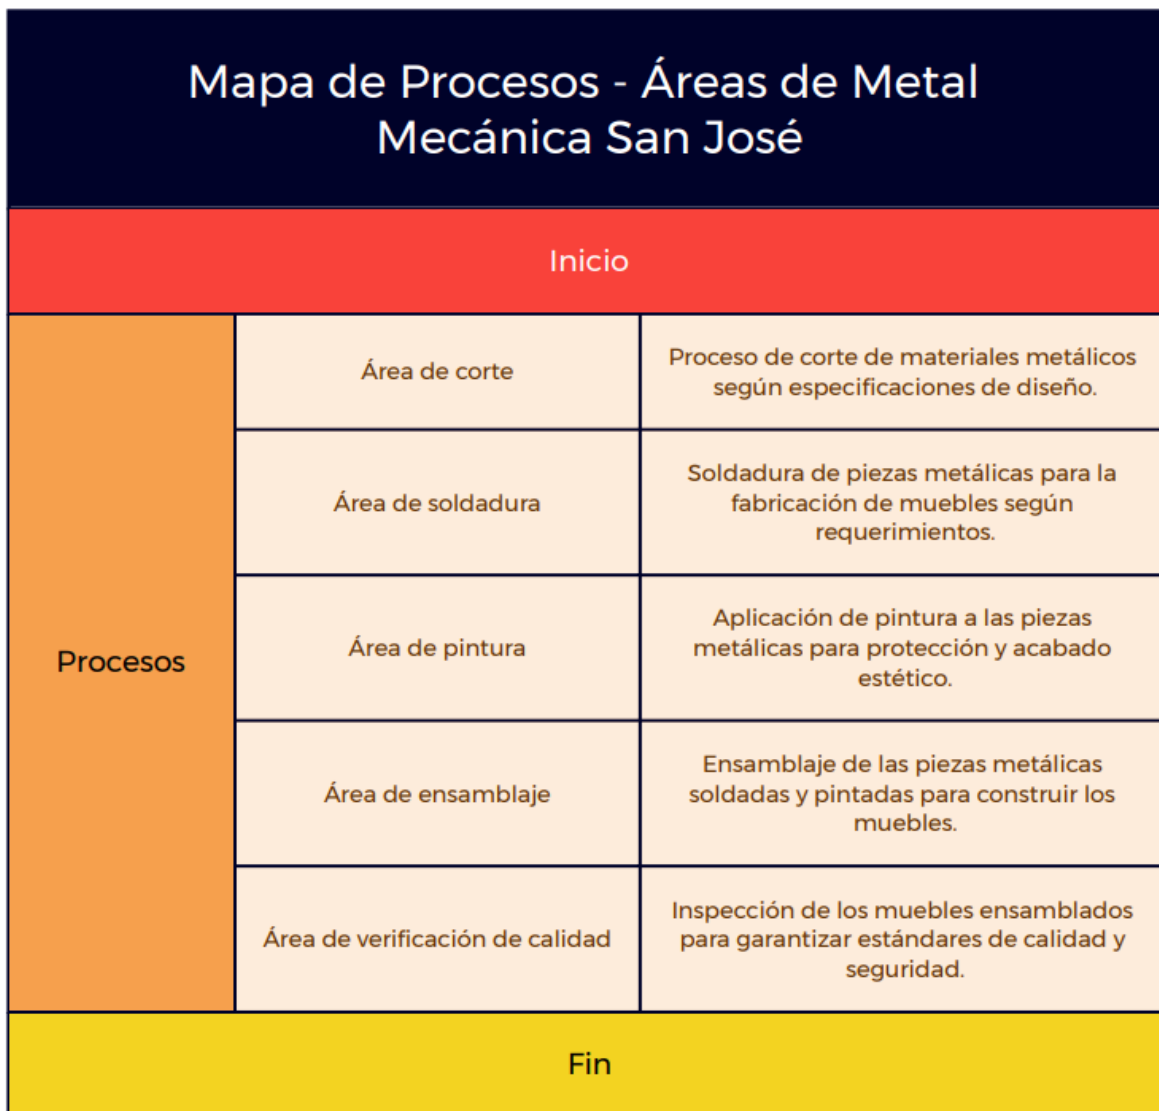 Mapa de Procesos - Áreas de Metal
Mecánica San José
Inicio
Procesos
Área de corte
Proceso de corte de materiales metálicos
según especificaciones de diseño.
Área de soldadura
Soldadura de piezas metálicas para la
fabricación de muebles según
requerimientos.
Área de pintura
Aplicación de pintura a las piezas
metálicas para protección y acabado
estético.
Área de ensamblaje
Ensamblaje de las piezas metálicas
soldadas y pintadas para construir los
muebles.
Área de verificación de calidad
Inspección de los muebles ensamblados
para garantizar estándares de calidad y
seguridad.
Fin